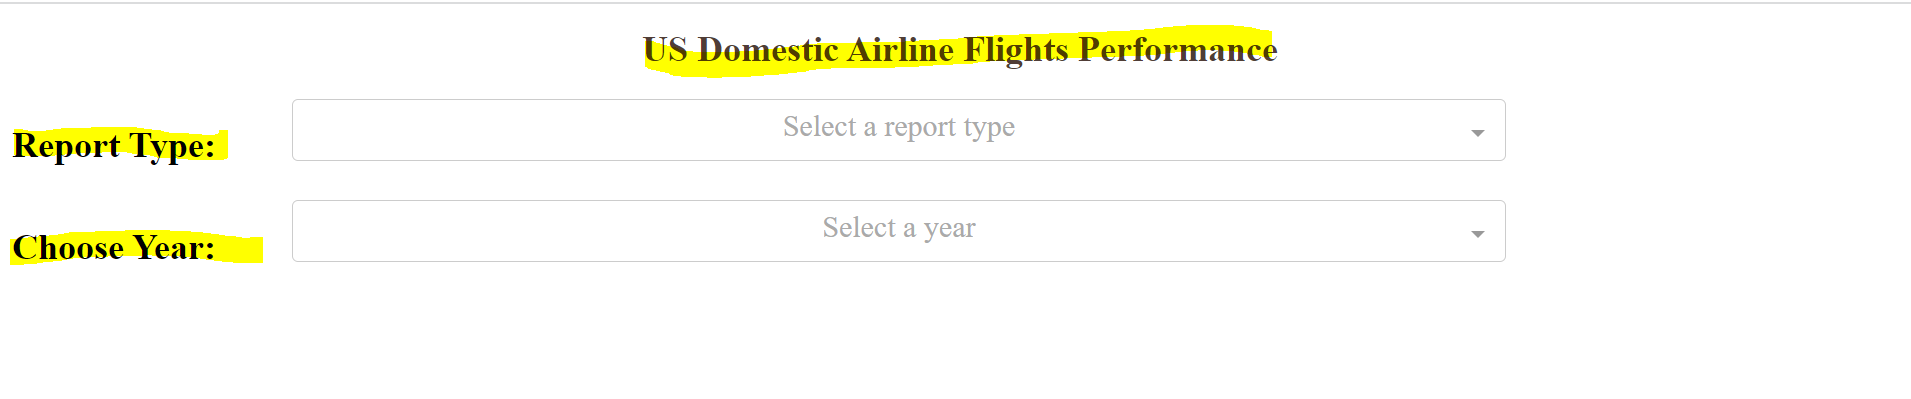 US Domestic Airline Flights Performance
Report Type:
Select a report type
Choose Year:
Select a year